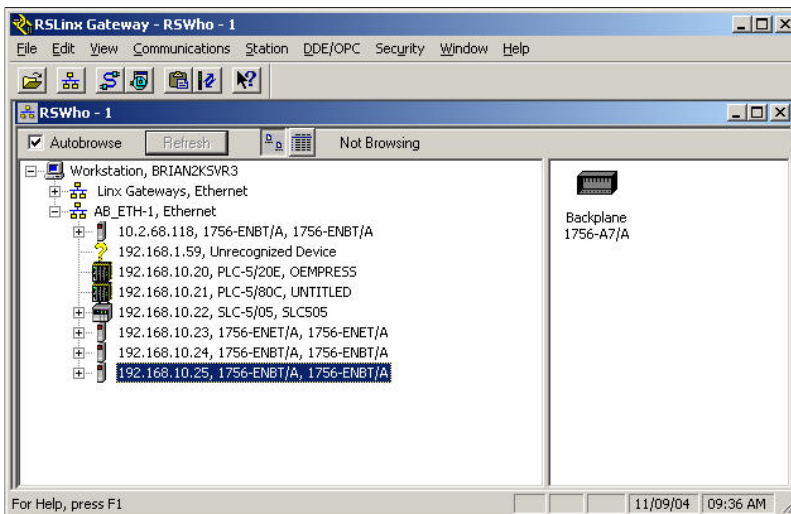 RSLinx Gateway - RSWho - 1
File Edit View Communications Station DDE/OPC Security Window Help
RSWho - 1
Autobrowse Refresh Not Browsing
Workstation, BRIAN2KSVR3
Linx Gateways, Ethernet
AB_ETH-1, Ethernet
10.2.68.118, 1756-ENBT/A, 1756-ENBT/A
192.168.1.59, Unrecognized Device
192.168.10.20, PLC-5/20E, OEMPRESS
192.168.10.21, PLC-5/80C, UNTITLED
192.168.10.22, SLC-5/05, SLC505
192.168.10.23, 1756-ENET/A, 1756-ENET/A
192.168.10.24, 1756-ENBT/A, 1756-ENBT/A
192.168.10.25, 1756-ENBT/A, 1756-ENBT/A
Backplane
1756-A7/A
For Help, press F1 11/09/04 09:36 AM